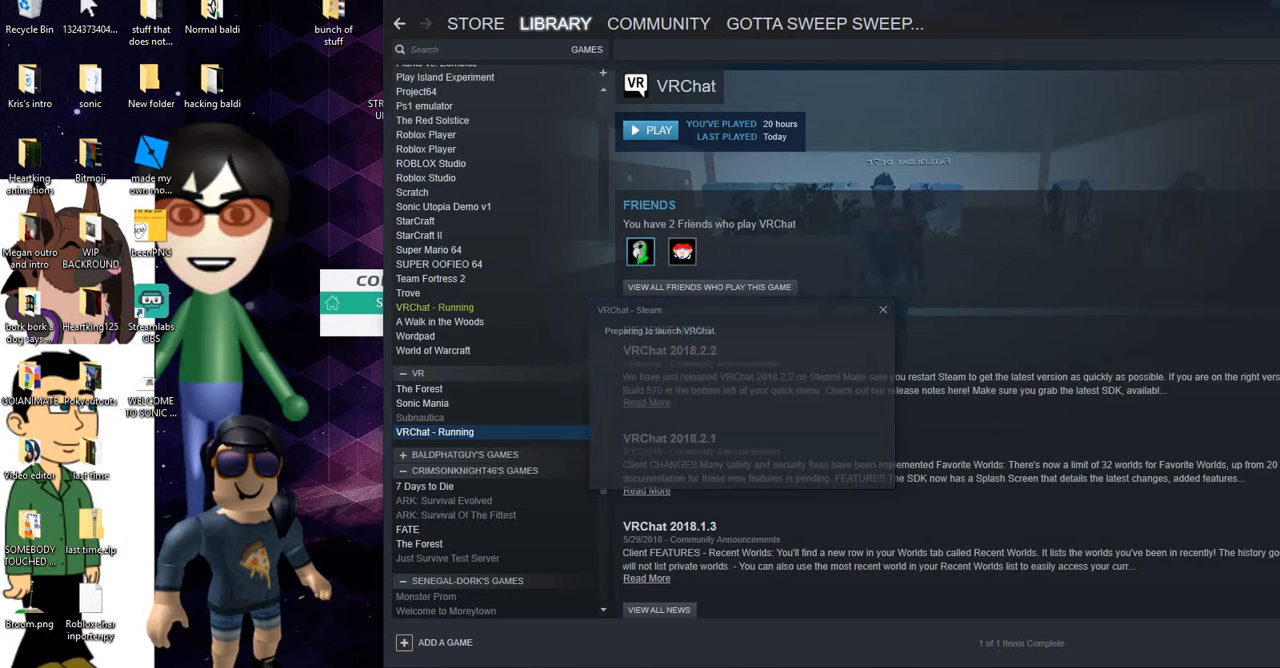 Recycle Bin
1324373404...
stuff that
does not...
Normal baldi
bunch of
stuff
Kris's intro
sonic
New folder
hacking baldi
Heartking
animations
Bitmoji
made my
own mo...
Megan outro
and intro
WIP
BACKROUND
beer.PNG
bork bork a
dog says...
Heartking125
Streamlabs
OBS
GO!ANIMATE
Pokyoutouts
WELCOME
TO SONIC ...
Video editor
last time
SOMEBODY
TOUCHED ...
last time.zip
Broom.png
Roblox char
inporter.py
STORE
LIBRARY
COMMUNITY
GOTTA SWEEP SWEEP...
Search
GAMES
Plants vs. Zombies
Play Island Experiment
Project64
Ps1 emulator
The Red Solstice
Roblox Player
Roblox Player
ROBLOX Studio
Roblox Studio
Scratch
Sonic Utopia Demo v1
StarCraft
StarCraft II
Super Mario 64
SUPER OOFIEO 64
Team Fortress 2
Trove
VRChat - Running
A Walk in the Woods
Wordpad
World of Warcraft
VR
The Forest
Sonic Mania
Subnautica
VRChat - Running
BALDPHATGUY'S GAMES
CRIMSONKNIGHT46'S GAMES
7 Days to Die
ARK: Survival Evolved
ARK: Survival Of The Fittest
FATE
The Forest
Just Survive Test Server
SENEGAL-DORK'S GAMES
Monster Prom
Welcome to Moreytown
ADD A GAME
VR
VRChat
PLAY
YOU'VE PLAYED 20 hours
LAST PLAYED Today
FRIENDS
You have 2 Friends who play VRChat
VIEW ALL FRIENDS WHO PLAY THIS GAME
VRChat - Steam
Preparing to launch VRChat.
VRChat 2018.2.2
We have just released VRChat 2018.2.2 on Steam! Make sure you restart Steam to get the latest version as quickly as possible. If you are on the right vers
Build 570 in the bottom left of your quick menu. Check out our release notes here! Make sure you grab the latest SDK, availabl...
Read More
VRChat 2018.2.1
Client CHANGES Many safety and security fixes have been implemented Favorite Worlds: There's now a limit of 32 worlds for Favorite Worlds, up from 20
documentation for these new features is pending. FEATURES The SDK now has a Splash Screen that details the latest changes, added features...
Read More
VRChat 2018.1.3
5/29/2018 - Community Announcements
Client FEATURES - Recent Worlds: You'll find a new row in your Worlds tab called Recent Worlds. It lists the worlds you've been in recently! The history go
will not list private worlds. - You can also use the most recent world in your Recent Worlds list to easily access your curr...
Read More
VIEW ALL NEWS
1 of 1 Items Complete